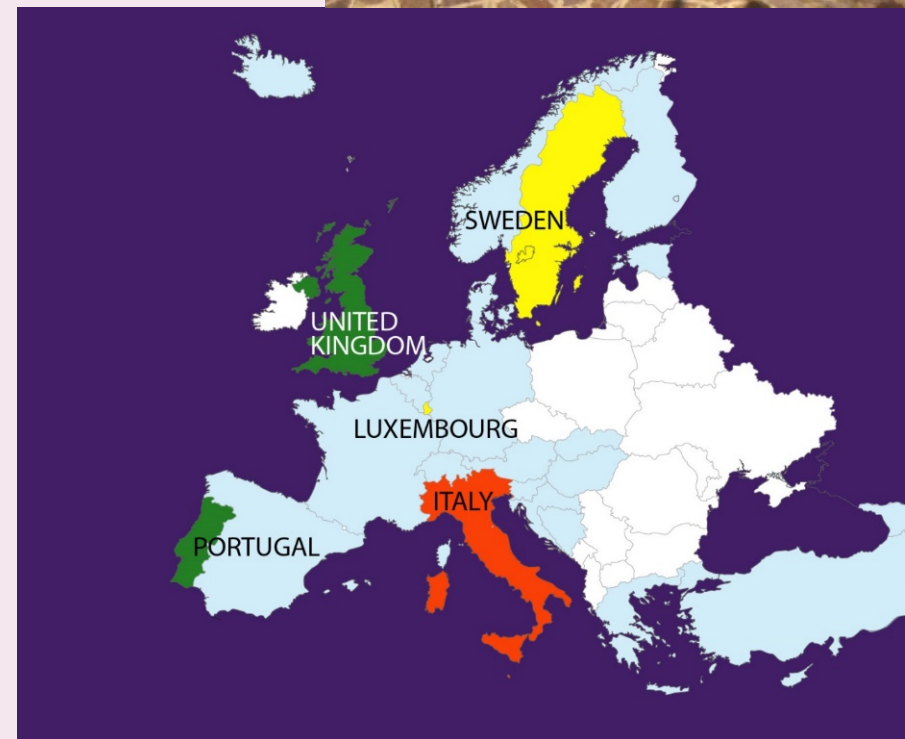 SWEDEN
UNITED
KINGDOM
LUXEMBOURG
ITALY
PORTUGAL